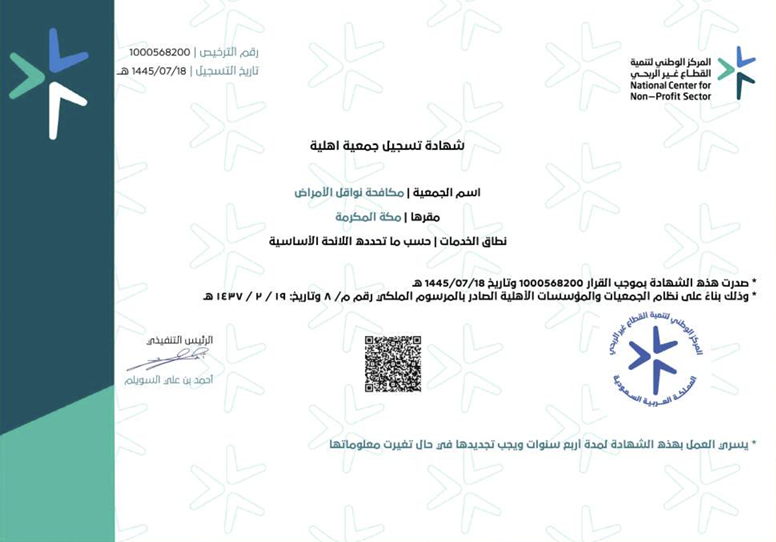 رقم الترخيص | 1000568200
تاريخ التسجيل | 1445/07/18 هـ
المركز الوطني لتنمية
القطاع غير الربحي
National Center for
Non-Profit Sector
شهادة تسجيل جمعية اهلية
اسم الجمعية | مكافحة نواقل الأمراض
مقرها | مكة المكرمة
نطاق الخدمات | حسب ما تحدده اللائحة الأساسية
* صدرت هذه الشهادة بموجب القرار 1000568200 وتاريخ 1445/07/18 هـ
* وذلك بناءً على نظام الجمعيات والمؤسسات الأهلية الصادر بالمرسوم الملكي رقم م/ ٨ وتاريخ: ١٩ / ٢ / ١٤٣٧ هـ
الرئيس التنفيذي
أحمد بن علي السويلم
المركز الوطني لتنمية القطاع غير الربحي
المملكة العربية السعودية
* يسري العمل بهذه الشهادة لمدة اربع سنوات ويجب تجديدها في حال تغيرت معلوماتها